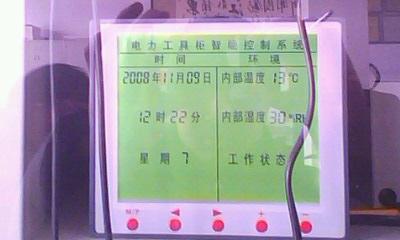 电力工具柜智能控制系统
时间 环境
2008年11月09日 内部温度 13℃
12时22分 内部湿度 30%RH
星期 7 工作状态
M/P ◀ ▶ + −